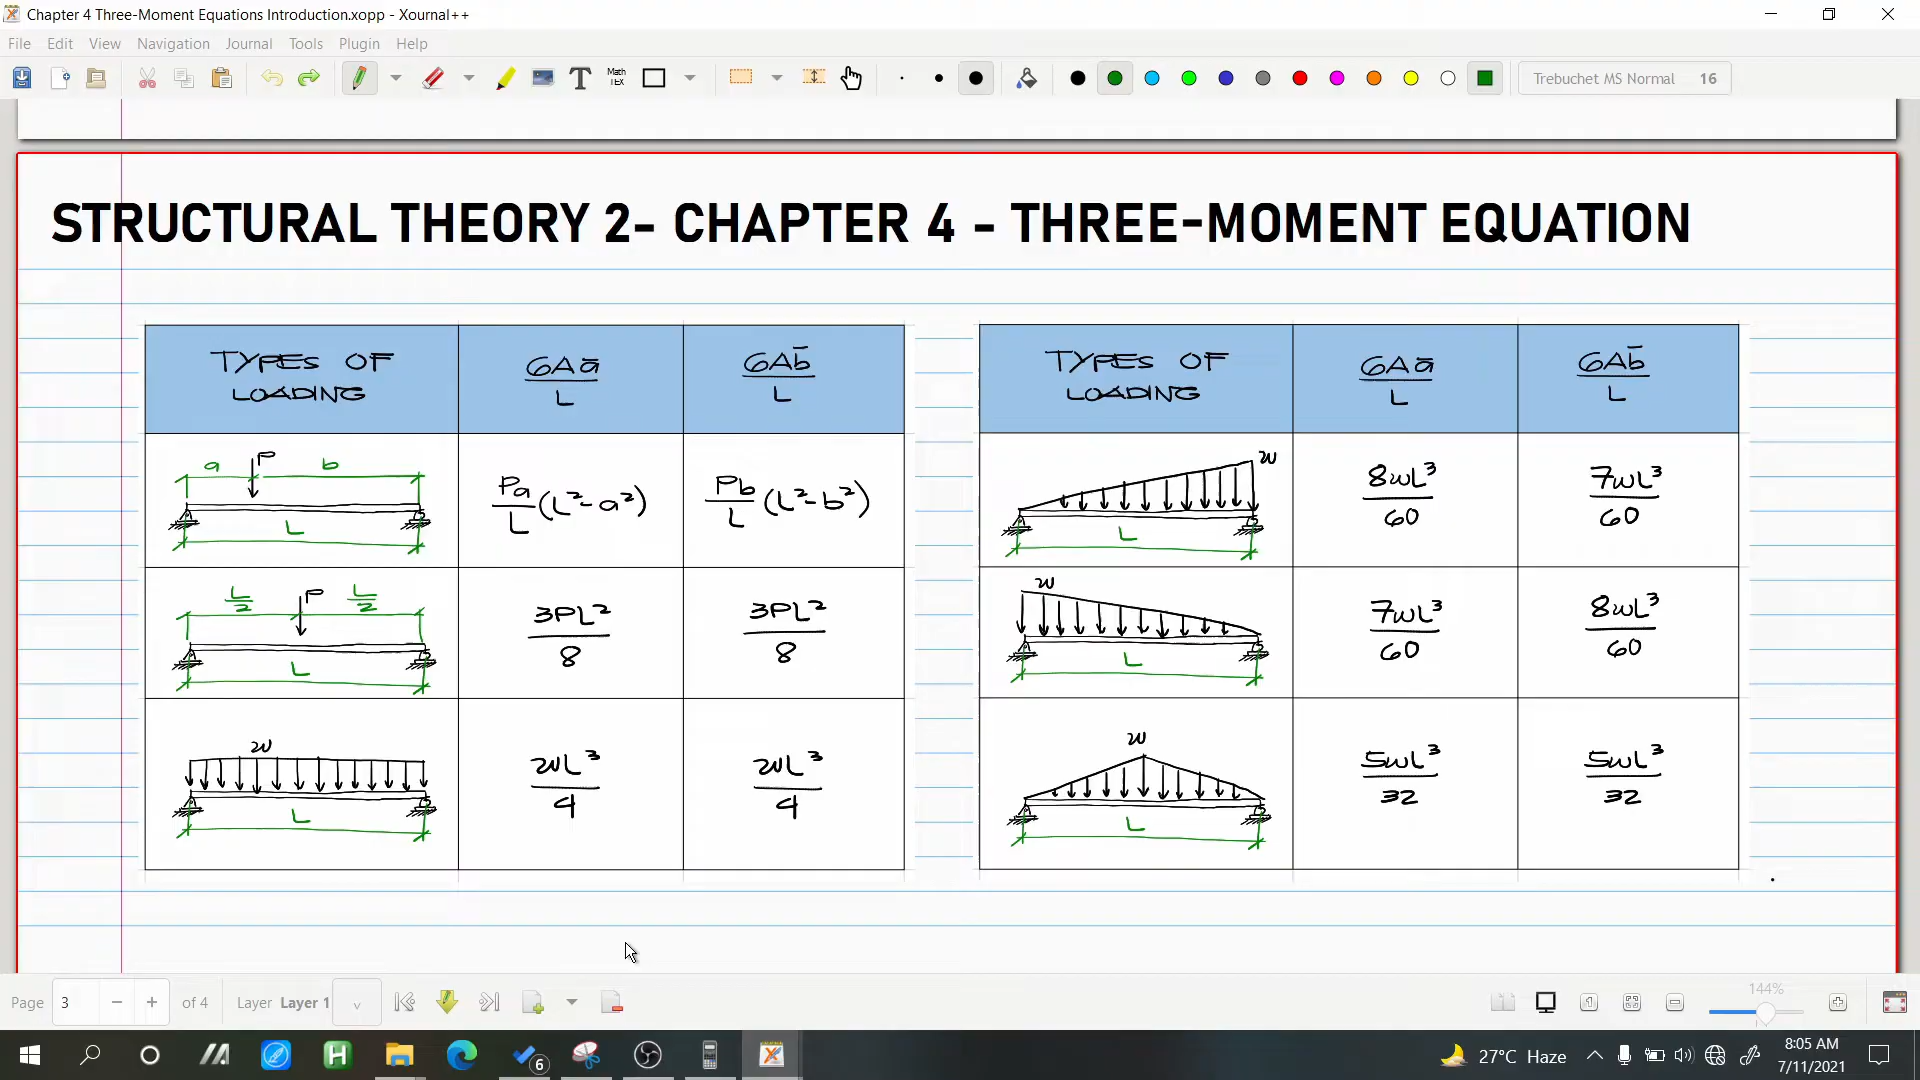 Chapter 4 Three-Moment Equations Introduction.xopp - Xournal++
File Edit View Navigation Journal Tools Plugin Help
Math TEX
Trebuchet MS Normal 16
STRUCTURAL THEORY 2- CHAPTER 4 - THREE-MOMENT EQUATION
TYPES OF LOADING
6Aā/L
6Ab̄/L
a P b
L
Pa/L (L²-a²)
Pb/L (L²-b²)
L/2 P L/2
L
3PL²/8
3PL²/8
w
L
wL³/4
wL³/4
TYPES OF LOADING
6Aā/L
6Ab̄/L
w
L
8wL³/60
7wL³/60
w
L
7wL³/60
8wL³/60
w
L
5wL³/32
5wL³/32
Page 3 of 4 Layer Layer 1
144%
6
27°C Haze
8:05 AM
7/11/2021